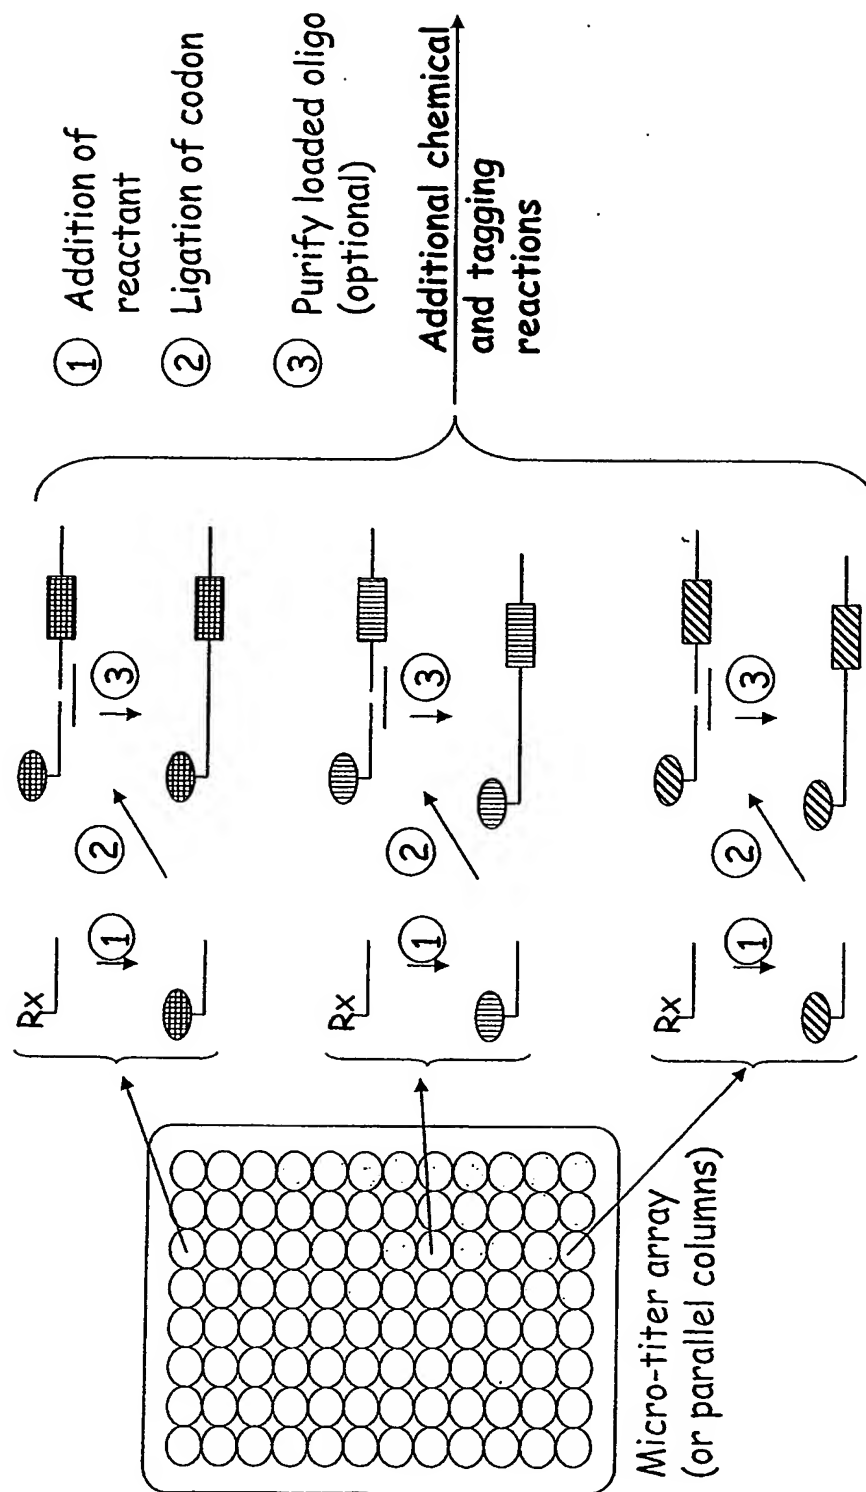 Micro-titer array
(or parallel columns)
Rx
①
②
③
Rx
①
②
③
Rx
①
②
③
① Addition of
reactant
② Ligation of codon
③ Purify loaded oligo
(optional)
Additional chemical
and tagging
reactions